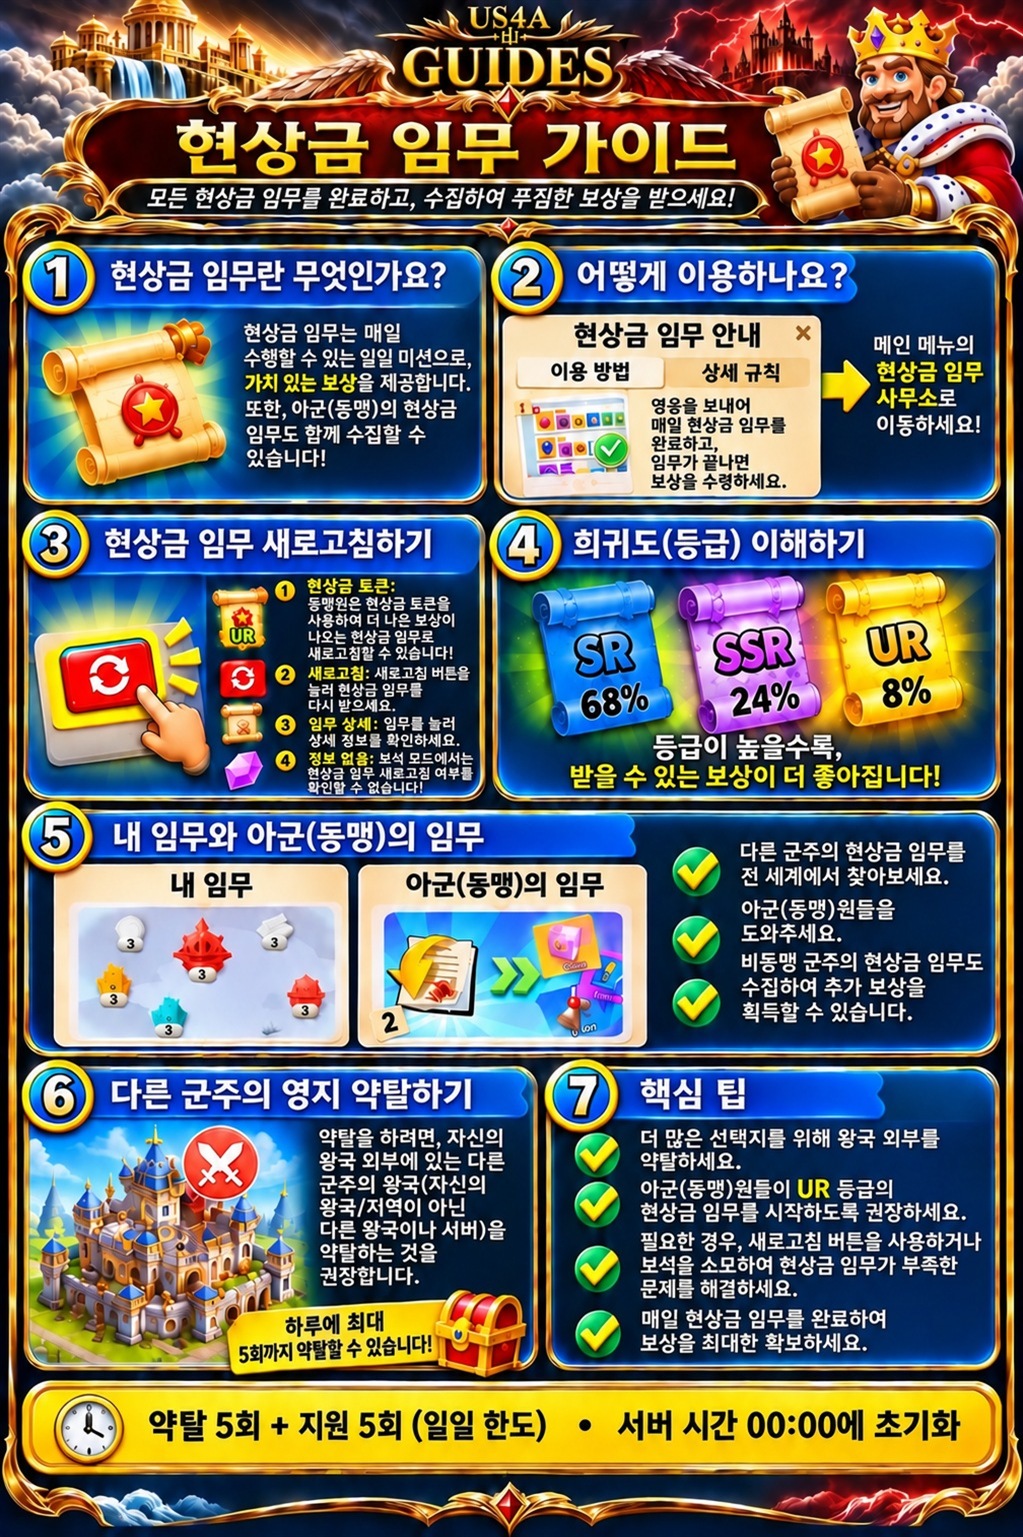 US4A
HJ
GUIDES
현상금 임무 가이드
모든 현상금 임무를 완료하고, 수집하여 푸짐한 보상을 받으세요!
1 현상금 임무란 무엇인가요?
현상금 임무는 매일
수행할 수 있는 일일 미션으로,
가치 있는 보상을 제공합니다.
또한, 아군(동맹)의 현상금
임무도 함께 수집할 수
있습니다!
2 어떻게 이용하나요?
현상금 임무 안내
이용 방법
상세 규칙
영웅을 보내어
매일 현상금 임무를
완료하고,
임무가 끝나면
보상을 수령하세요.
메인 메뉴의
현상금 임무
사무소로
이동하세요!
3 현상금 임무 새로고침하기
UR
1 현상금 토큰:
동맹원은 현상금 토큰을
사용하여 더 나은 보상이
나오는 현상금 임무로
새로고침할 수 있습니다!
2 새로고침: 새로고침 버튼을
눌러 현상금 임무를
다시 받으세요.
3 임무 상세: 임무를 눌러
상세 정보를 확인하세요.
4 정보 없음: 보석 모드에서는
현상금 임무 새로고침 여부를
확인할 수 없습니다!
4 희귀도(등급) 이해하기
SR
68%
SSR
24%
UR
8%
등급이 높을수록,
받을 수 있는 보상이 더 좋아집니다!
5 내 임무와 아군(동맹)의 임무
내 임무
3
3
3
3
3
3
아군(동맹)의 임무
2
다른 군주의 현상금 임무를
전 세계에서 찾아보세요.
아군(동맹)원들을
도와주세요.
비동맹 군주의 현상금 임무도
수집하여 추가 보상을
획득할 수 있습니다.
6 다른 군주의 영지 약탈하기
약탈을 하려면, 자신의
왕국 외부에 있는 다른
군주의 왕국(자신의
왕국/저역이 아닌
다른 왕국이나 서버)을
약탈하는 것을
권장합니다.
하루에 최대
5회까지 약탈할 수 있습니다!
7 핵심 팁
더 많은 선택지를 위해 왕국 외부를
약탈하세요.
아군(동맹)원들이 UR 등급의
현상금 임무를 시작하도록 권장하세요.
필요한 경우, 새로고침 버튼을 사용하거나
보석을 소모하여 현상금 임무가 부족한
문제를 해결하세요.
매일 현상금 임무를 완료하여
보상을 최대한 확보하세요.
약탈 5회 + 지원 5회 (일일 한도) • 서버 시간 00:00에 초기화